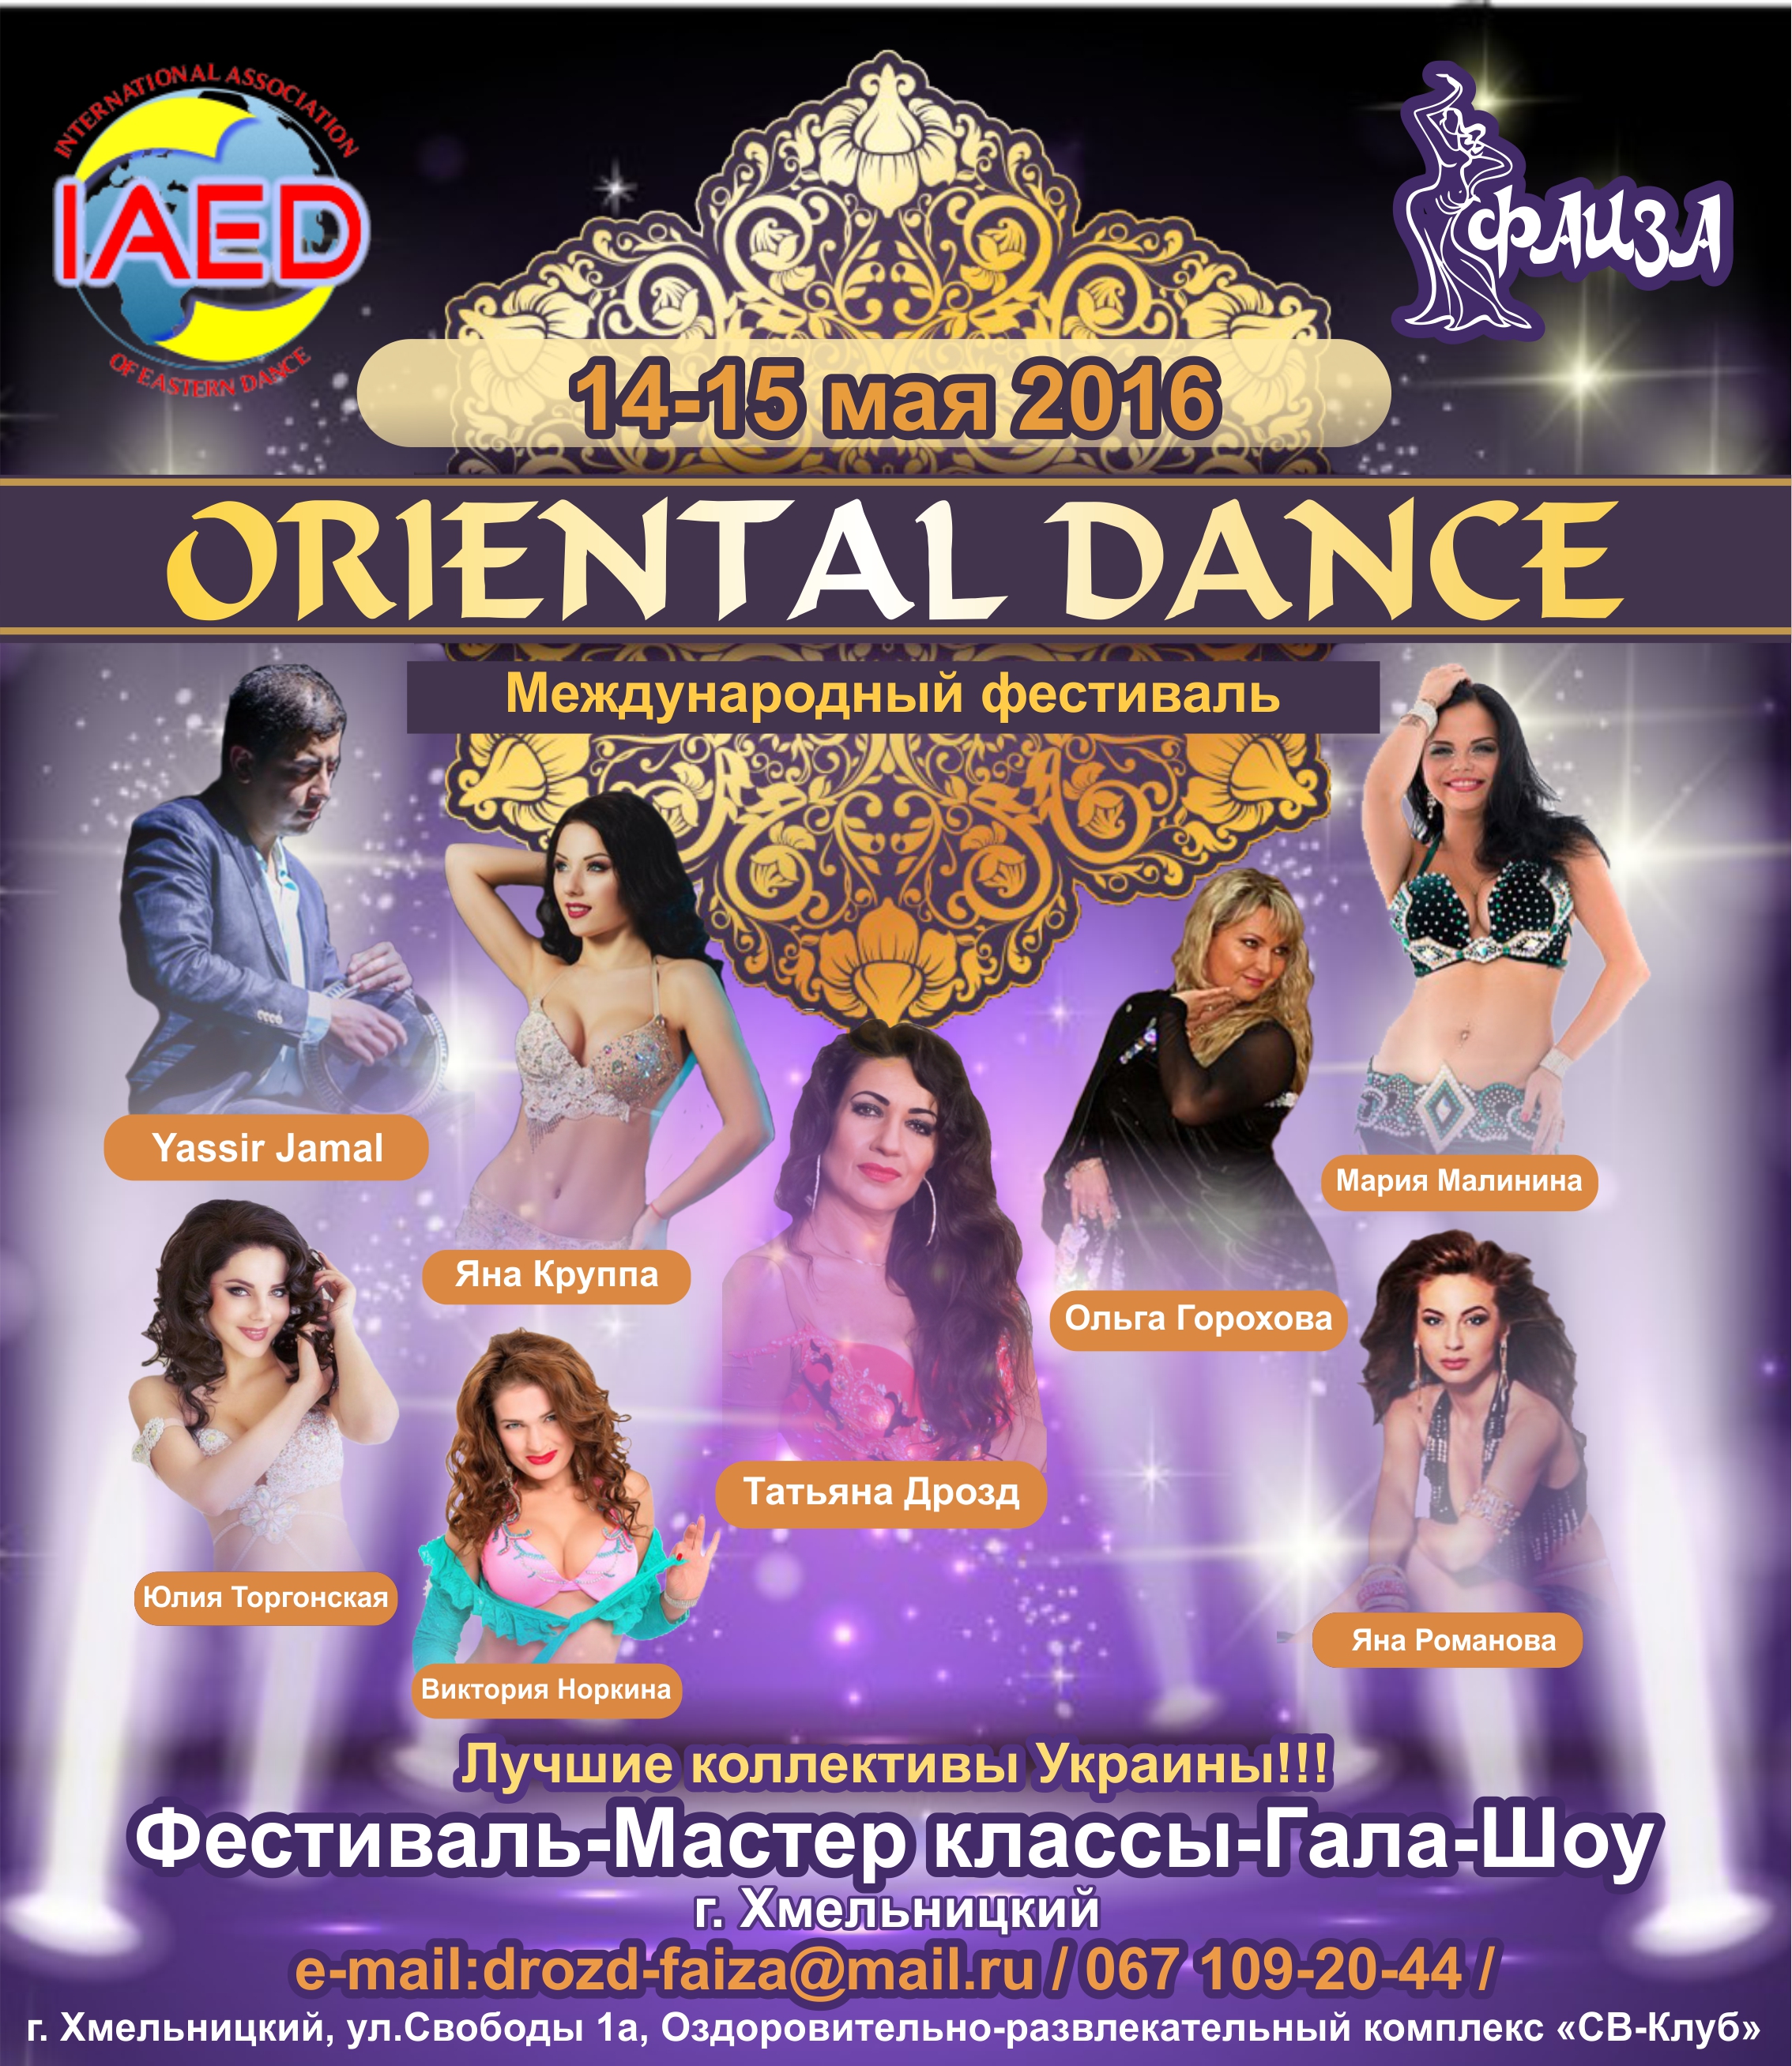 INTERNATIONAL ASSOCIATION
IAED
OF EASTERN DANCE
ФАИЗА
14-15 мая 2016
ORIENTAL DANCE
Международный фестиваль
Yassir Jamal
Яна Круппа
Мария Малинина
Ольга Горохова
Татьяна Дрозд
Юлия Торгонская
Виктория Норкина
Яна Романова
Лучшие коллективы Украины!!!
Фестиваль-Мастер классы-Гала-Шоу
г. Хмельницкий
e-mail:drozd-faiza@mail.ru / 067 109-20-44 /
г. Хмельницкий, ул.Свободы 1а, Оздоровительно-развлекательный комплекс «СВ-Клуб»